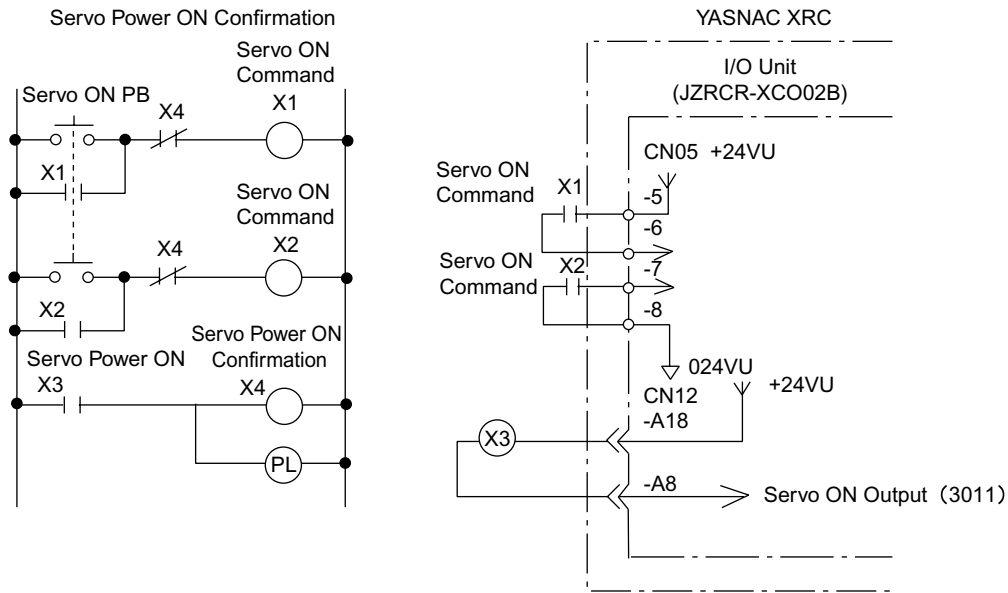 Servo Power ON Confirmation
Servo ON
Command
Servo ON PB
X4
X1
X1
Servo ON
Command
X4
X2
X2
Servo Power ON
Servo Power ON
Confirmation
X3
X4
PL
YASNAC XRC
I/O Unit
(JZRCR-XCO02B)
CN05 +24VU
Servo ON
Command
X1
-5
-6
Servo ON
Command
X2
-7
-8
024VU
CN12
+24VU
-A18
X3
-A8
Servo ON Output（3011）